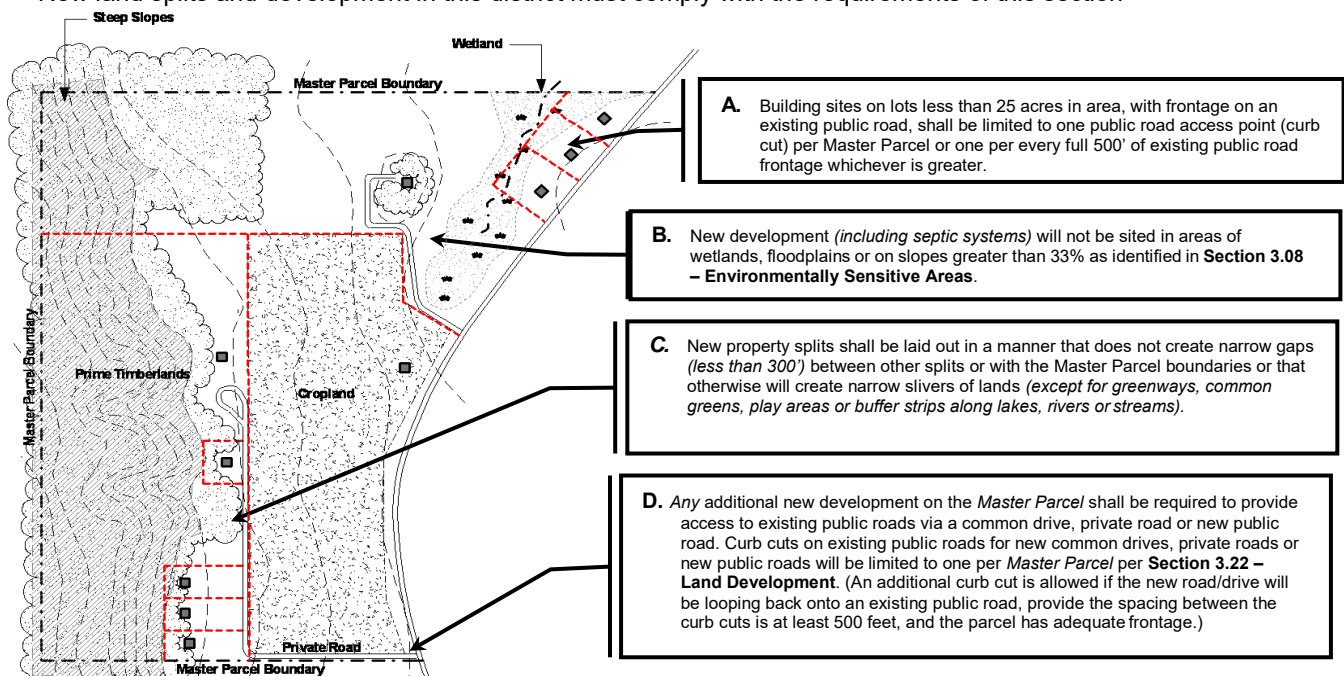 New land splits and development in this district must comply with the requirements of this section
Steep Slopes
Wetland
Master Parcel Boundary
A. Building sites on lots less than 25 acres in area, with frontage on an
existing public road, shall be limited to one public road access point (curb
cut) per Master Parcel or one per every full 500' of existing public road
frontage whichever is greater.
B. New development (including septic systems) will not be sited in areas of
wetlands, floodplains or on slopes greater than 33% as identified in Section 3.08
– Environmentally Sensitive Areas.
Master Parcel Boundary
Prime Timberlands
Cropland
C. New property splits shall be laid out in a manner that does not create narrow gaps
(less than 300') between other splits or with the Master Parcel boundaries or that
otherwise will create narrow slivers of lands (except for greenways, common
greens, play areas or buffer strips along lakes, rivers or streams).
D. Any additional new development on the Master Parcel shall be required to provide
access to existing public roads via a common drive, private road or new public
road. Curb cuts on existing public roads for new common drives, private roads or
new public roads will be limited to one per Master Parcel per Section 3.22 –
Land Development. (An additional curb cut is allowed if the new road/drive will
be looping back onto an existing public road, provide the spacing between the
curb cuts is at least 500 feet, and the parcel has adequate frontage.)
Private Road
Master Parcel Boundary